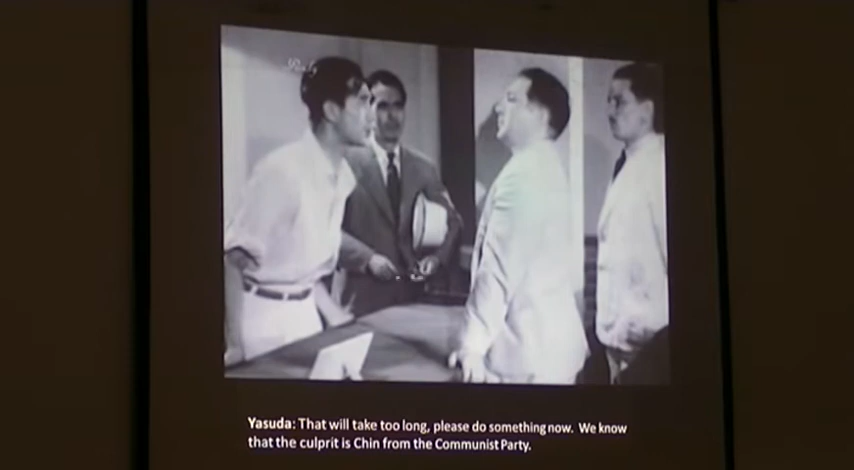 Yasuda: That will take too long, please do something now. We know
that the culprit is Chin from the Communist Party.